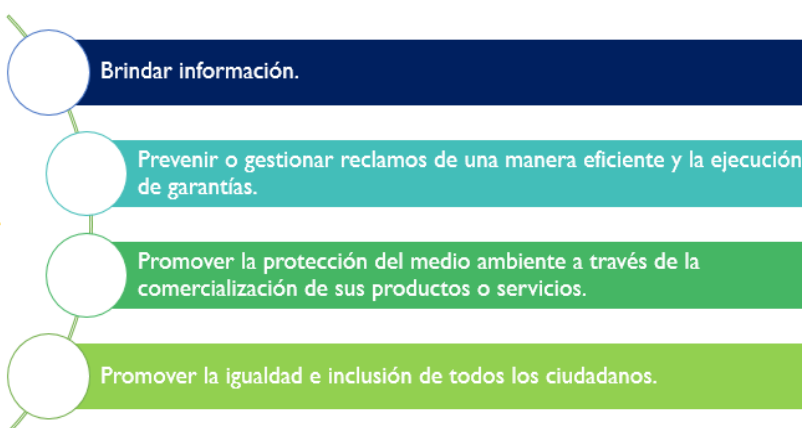 Brindar información.
Prevenir o gestionar reclamos de una manera eficiente y la ejecución
de garantías.
Promover la protección del medio ambiente a través de la
comercialización de sus productos o servicios.
Promover la igualdad e inclusión de todos los ciudadanos.